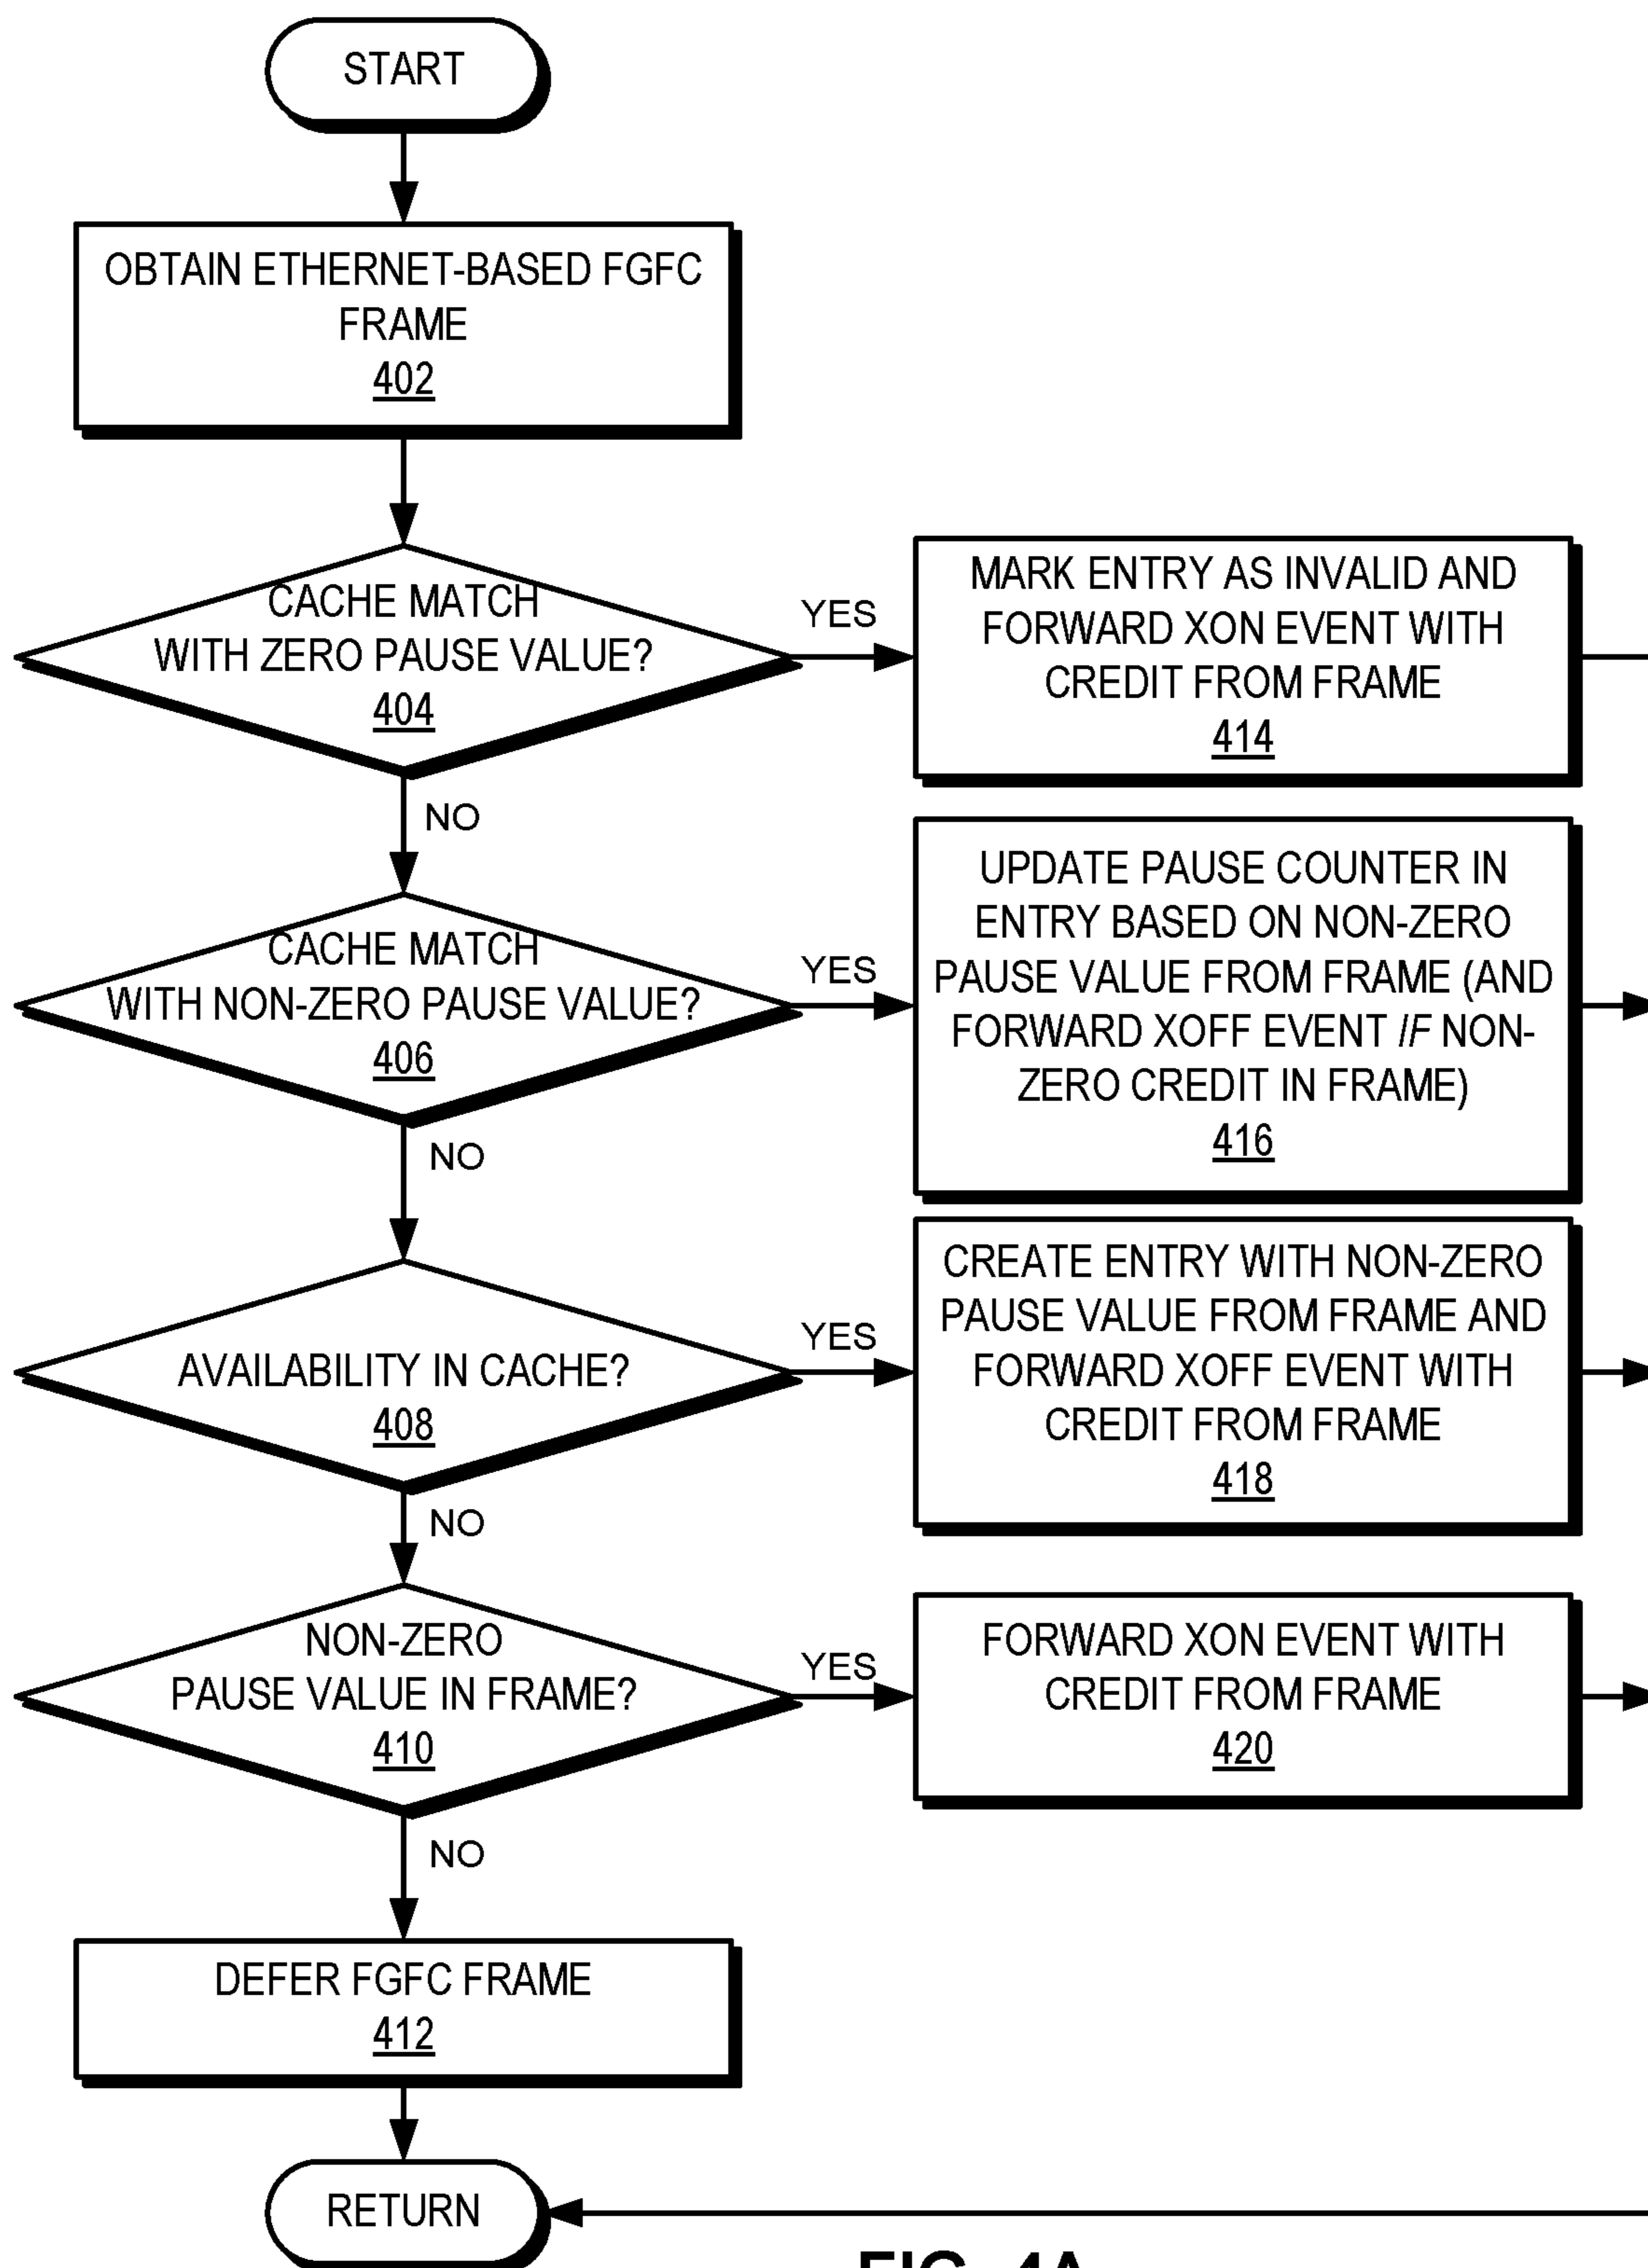 START
OBTAIN ETHERNET-BASED FGFC
FRAME
402
CACHE MATCH
WITH ZERO PAUSE VALUE?
404
YES
MARK ENTRY AS INVALID AND
FORWARD XON EVENT WITH
CREDIT FROM FRAME
414
NO
CACHE MATCH
WITH NON-ZERO PAUSE VALUE?
406
YES
UPDATE PAUSE COUNTER IN
ENTRY BASED ON NON-ZERO
PAUSE VALUE FROM FRAME (AND
FORWARD XOFF EVENT IF NON-
ZERO CREDIT IN FRAME)
416
NO
AVAILABILITY IN CACHE?
408
YES
CREATE ENTRY WITH NON-ZERO
PAUSE VALUE FROM FRAME AND
FORWARD XOFF EVENT WITH
CREDIT FROM FRAME
418
NO
NON-ZERO
PAUSE VALUE IN FRAME?
410
YES
FORWARD XON EVENT WITH
CREDIT FROM FRAME
420
NO
DEFER FGFC FRAME
412
RETURN
FIG. 4A